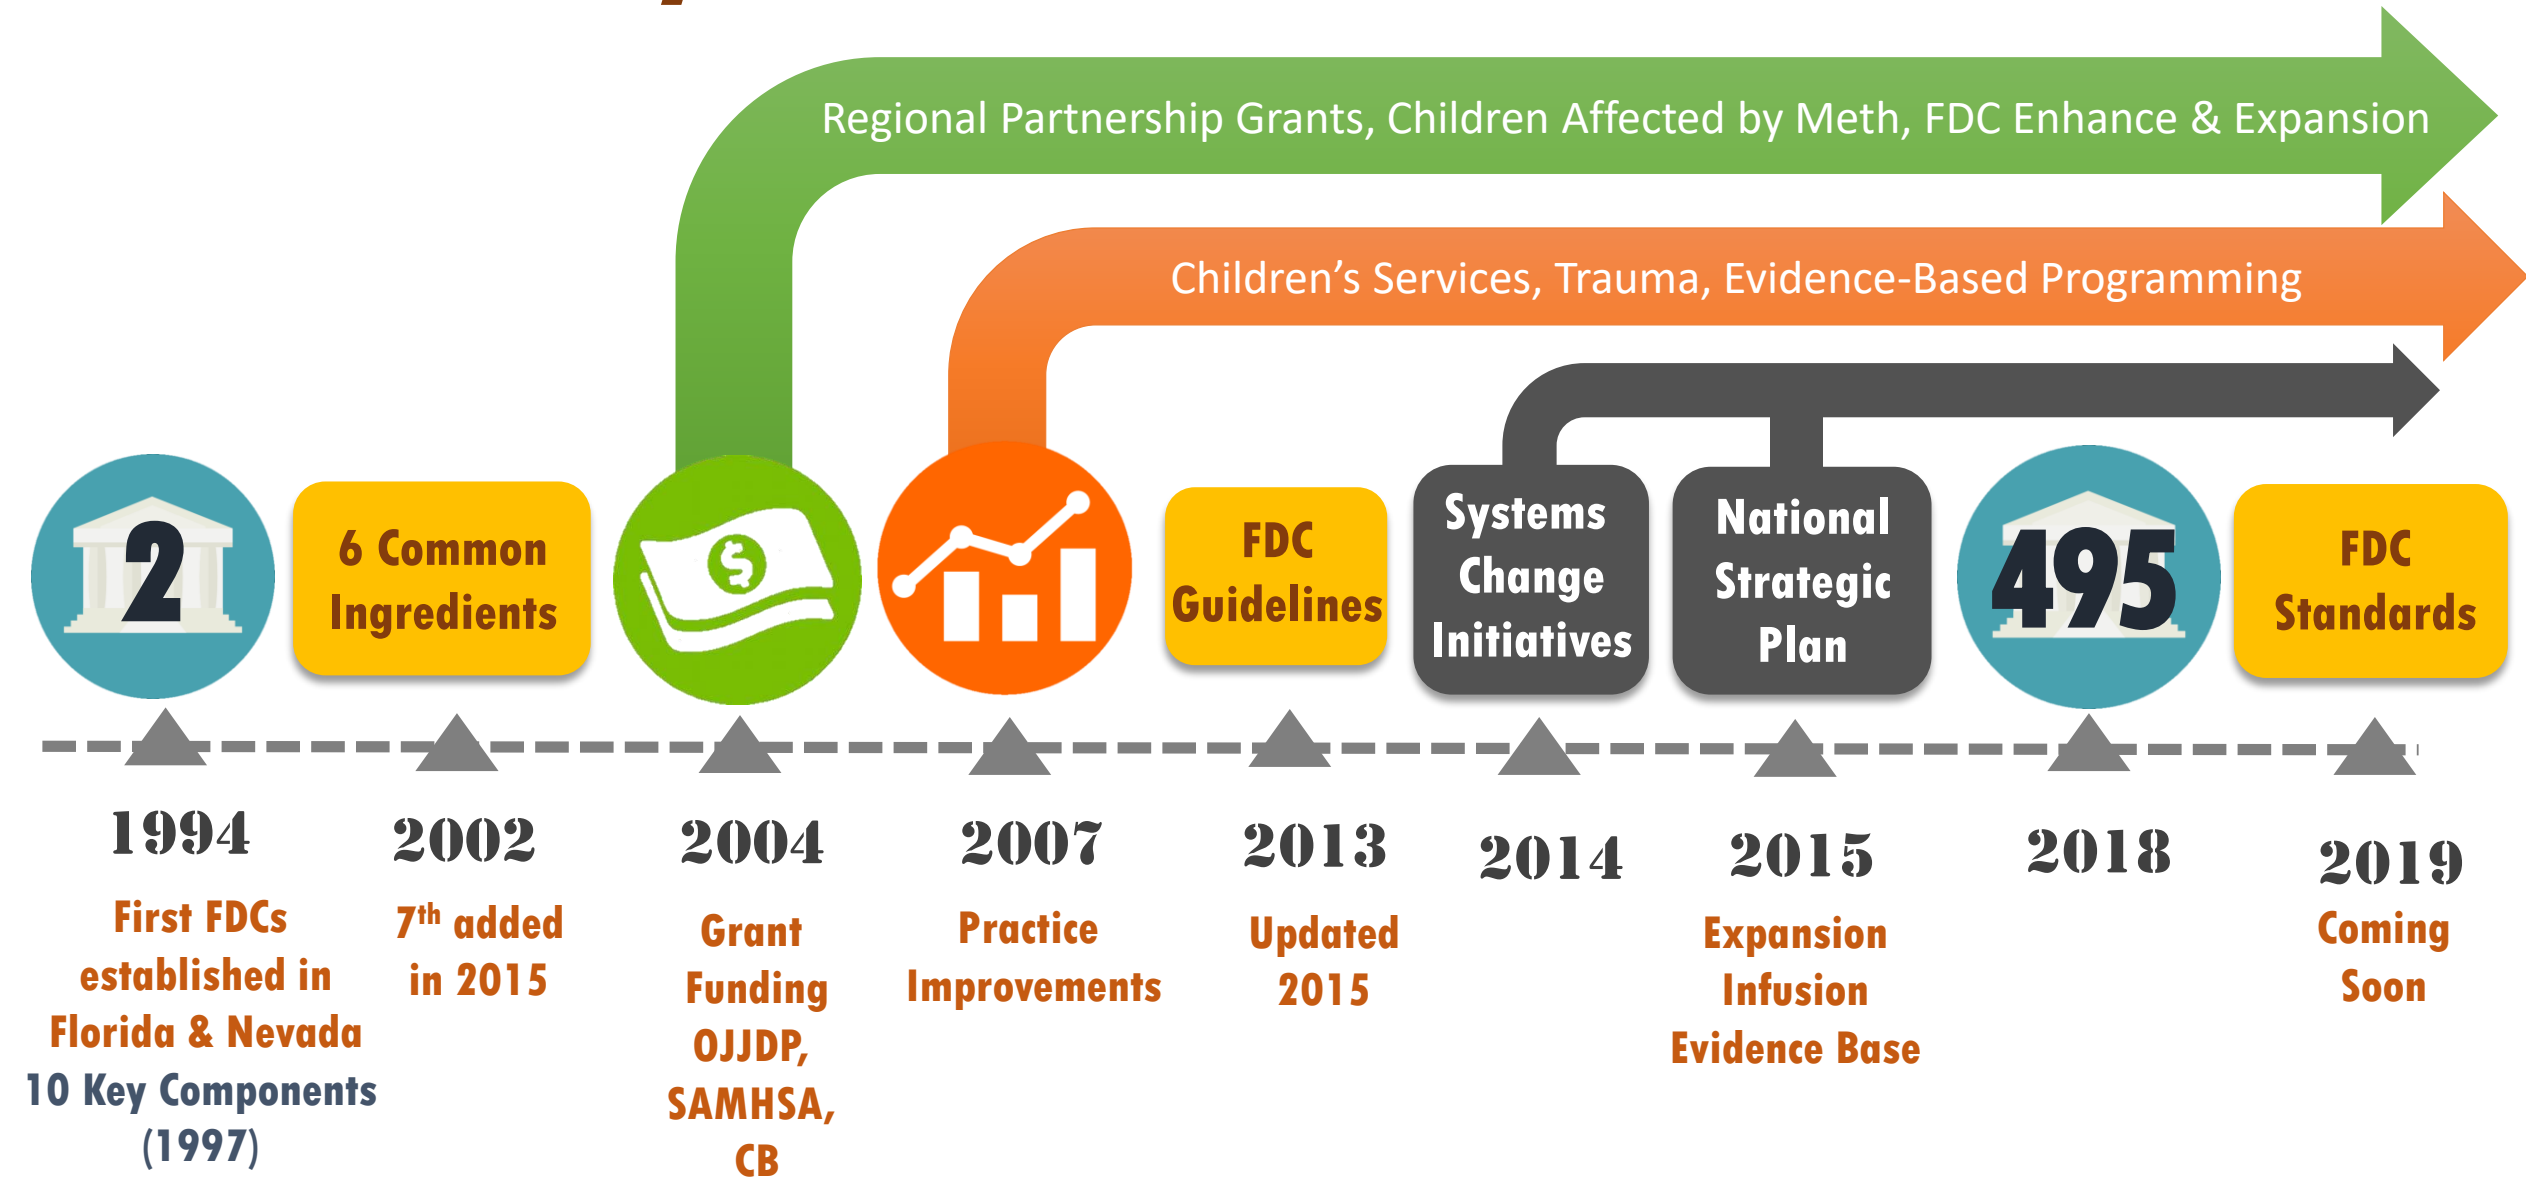 Regional Partnership Grants, Children Affected by Meth, FDC Enhance & Expansion
Children’s Services, Trauma, Evidence-Based Programming
2
6 Common
Ingredients
FDC
Guidelines
Systems
Change
Initiatives
National
Strategic
Plan
495
FDC
Standards
1994
First FDCs
established in
Florida & Nevada
10 Key Components
(1997)
2002
7th added
in 2015
2004
Grant
Funding
OJJDP,
SAMHSA,
CB
2007
Practice
Improvements
2013
Updated
2015
2014
2015
Expansion
Infusion
Evidence Base
2018
2019
Coming
Soon